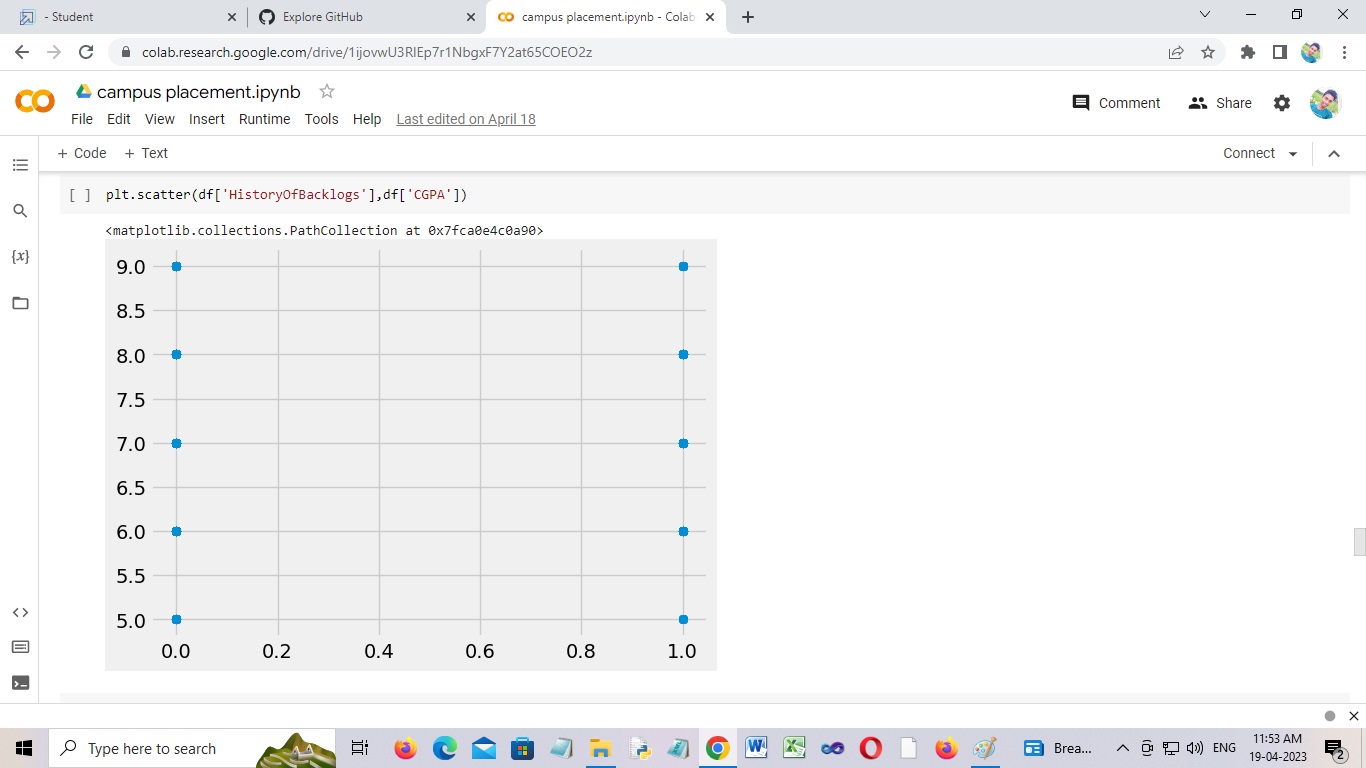 - Student
Explore GitHub
campus placement.ipynb - Colab
colab.research.google.com/drive/1ijovwU3RlEp7r1NbgxF7Y2at65COEO2z
campus placement.ipynb
File Edit View Insert Runtime Tools Help Last edited on April 18
Comment Share
+ Code + Text
Connect
[ ] plt.scatter(df['HistoryOfBacklogs'],df['CGPA'])
<matplotlib.collections.PathCollection at 0x7fca0e4c0a90>
9.0
8.5
8.0
7.5
7.0
6.5
6.0
5.5
5.0
0.0 0.2 0.4 0.6 0.8 1.0
{x}
Type here to search
Brea...
ENG
11:53 AM
19-04-2023
2